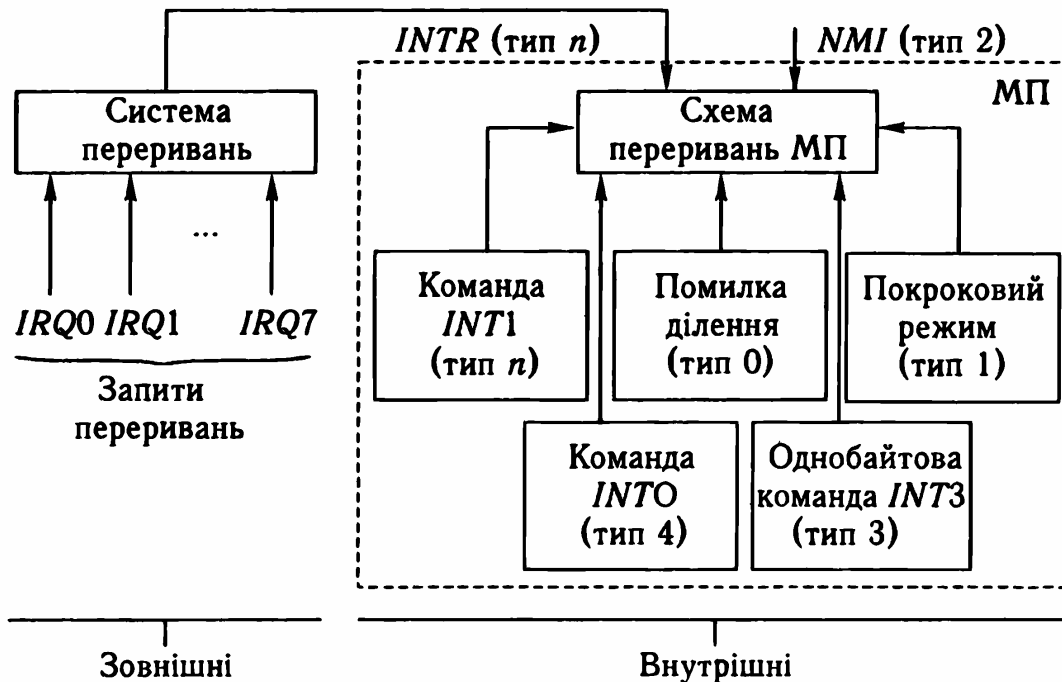 INTR (тип n)
NMI (тип 2)
МП
Система
переривань
Схема
переривань МП
...
IRQ0 IRQ1 IRQ7
Запити
переривань
Команда
INT1
(тип n)
Помилка
ділення
(тип 0)
Покроковий
режим
(тип 1)
Команда
INTO
(тип 4)
Однобайтова
команда INT3
(тип 3)
Зовнішні
Внутрішні